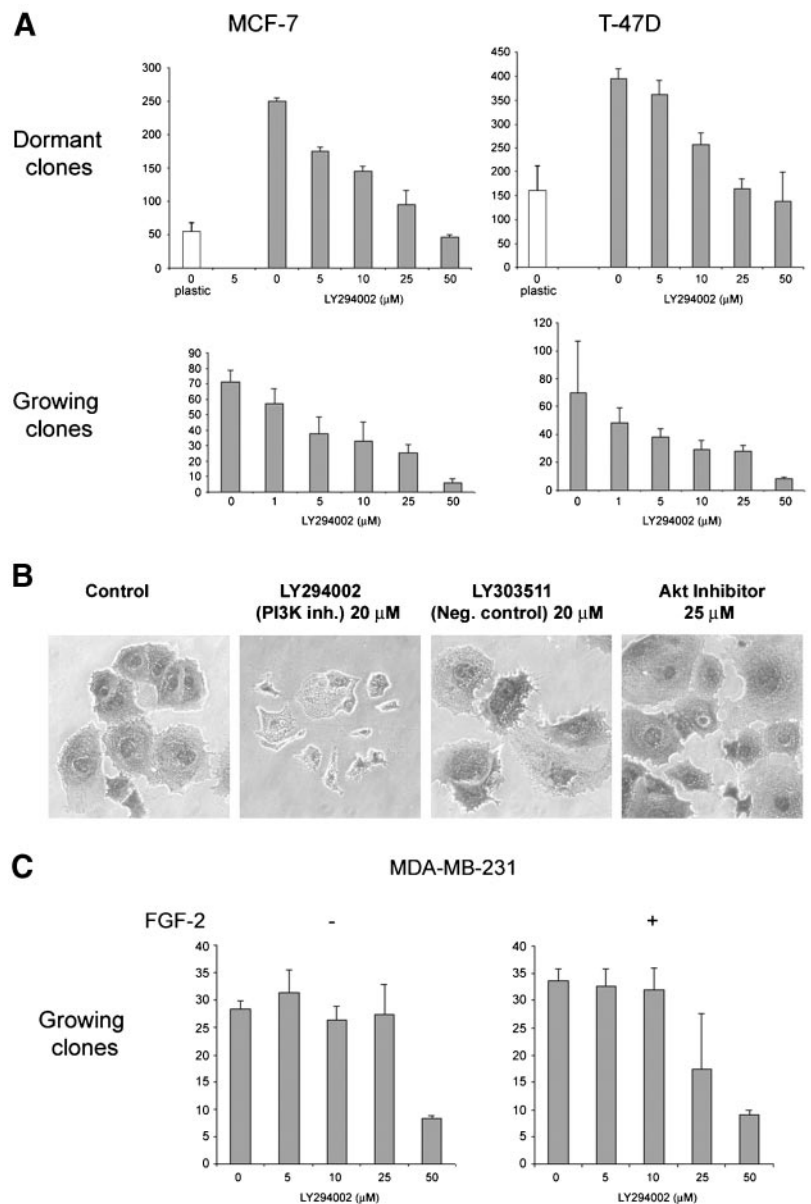 A
MCF-7
T-47D
Dormant
clones
300
250
200
150
100
50
0
0 5 0 5 10 25 50
plastic
LY294002 (μM)
450
400
350
300
250
200
150
100
50
0
0 0 5 10 25 50
plastic
LY294002 (μM)
Growing
clones
90
80
70
60
50
40
30
20
10
0
0 1 5 10 25 50
LY294002 (μM)
120
100
80
60
40
20
0
0 1 5 10 25 50
LY294002 (μM)
B
Control
LY294002
(PI3K inh.) 20 μM
LY303511
(Neg. control) 20 μM
Akt Inhibitor
25 μM
C
MDA-MB-231
FGF-2 - +
Growing
clones
40
35
30
25
20
15
10
5
0
0 5 10 25 50
LY294002 (μM)
40
35
30
25
20
15
10
5
0
0 5 10 25 50
LY294002 (μM)